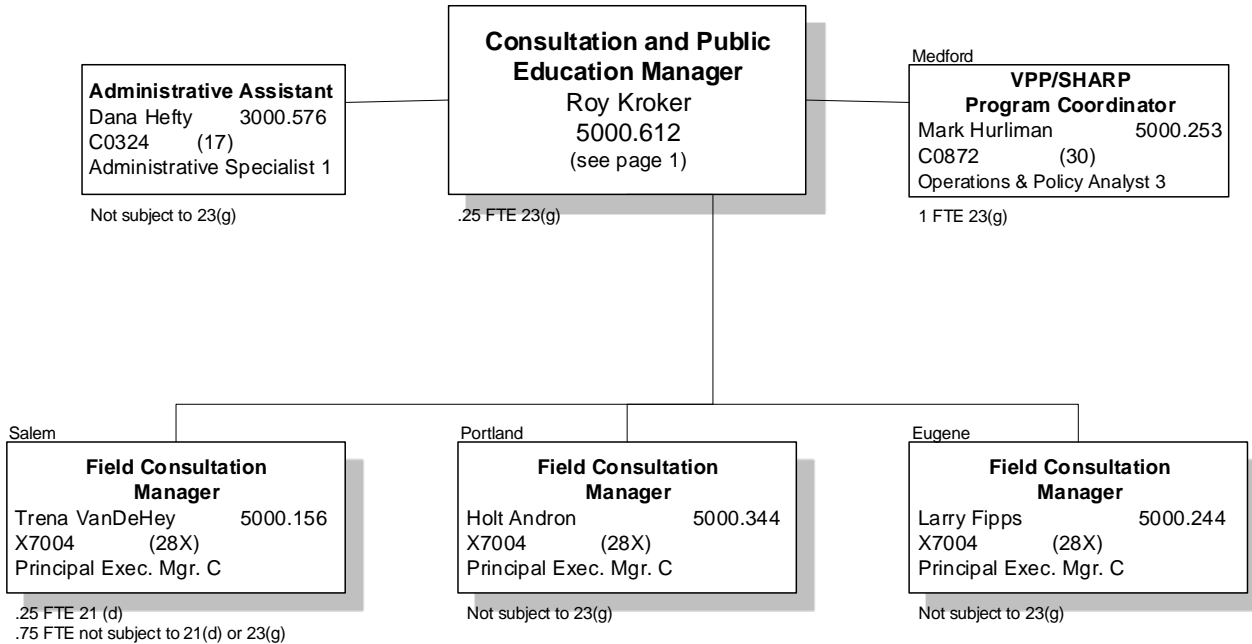 Consultation and Public
Education Manager
Roy Kroker
5000.612
(see page 1)
.25 FTE 23(g)
Administrative Assistant
Dana Hefty 3000.576
C0324 (17)
Administrative Specialist 1
Not subject to 23(g)
Medford
VPP/SHARP
Program Coordinator
Mark Hurliman 5000.253
C0872 (30)
Operations & Policy Analyst 3
1 FTE 23(g)
Salem
Field Consultation
Manager
Trena VanDeHey 5000.156
X7004 (28X)
Principal Exec. Mgr. C
.25 FTE 21 (d)
.75 FTE not subject to 21(d) or 23(g)
Portland
Field Consultation
Manager
Holt Andron 5000.344
X7004 (28X)
Principal Exec. Mgr. C
Not subject to 23(g)
Eugene
Field Consultation
Manager
Larry Fipps 5000.244
X7004 (28X)
Principal Exec. Mgr. C
Not subject to 23(g)